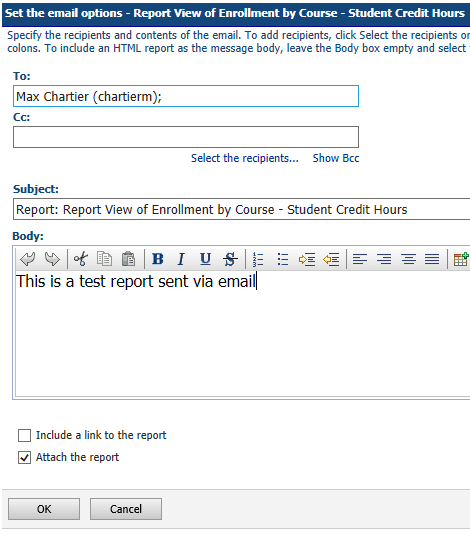 Set the email options - Report View of Enrollment by Course - Student Credit Hours
Specify the recipients and contents of the email. To add recipients, click Select the recipients or
colons. To include an HTML report as the message body, leave the Body box empty and select
To:
Max Chartier (chartierm);
Cc:
Select the recipients... Show Bcc
Subject:
Report: Report View of Enrollment by Course - Student Credit Hours
Body:
B I U S
This is a test report sent via email
Include a link to the report
Attach the report
OK Cancel